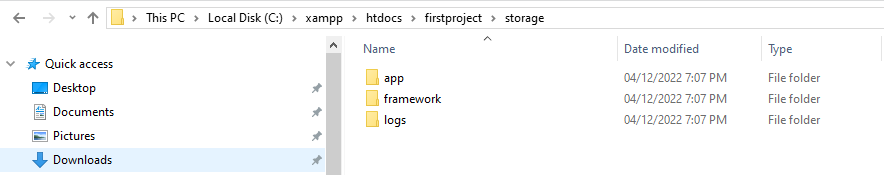 This PC > Local Disk (C:) > xampp > htdocs > firstproject > storage
Name Date modified Type
Quick access
app 04/12/2022 7:07 PM File folder
Desktop
framework 04/12/2022 7:07 PM File folder
Documents
logs 04/12/2022 7:07 PM File folder
Pictures
Downloads